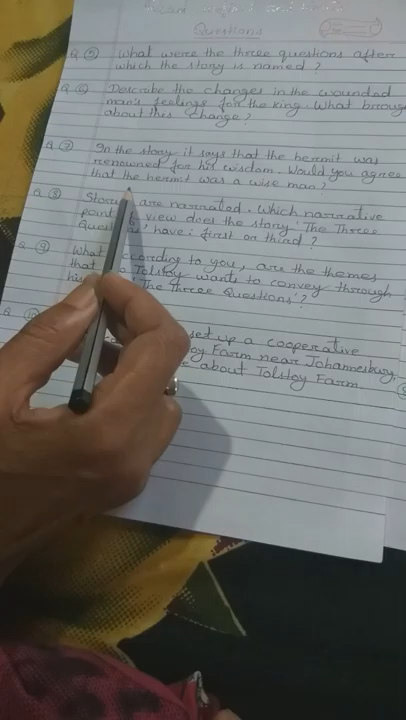 Questions
Q ⑤ What were the three questions after
which the story is named?
Q ⑥ Describe the changes in the wounded
man's feelings for the king. What
about this change?
Q ⑦ In the story it says that the hermit was
renowned for his wisdom. Would you agree
that the hermit was a wise man?
Q ⑧ are narrated. Which narrative
point view does the story 'The Three
have: first or third?
Q ⑨ What according to you, are the themes
that Tolstoy wants to convey through
'The Three Questions'?
Q ⑩ set up a cooperative
Farm near Johannesburg,
about Tolstoy Farm.